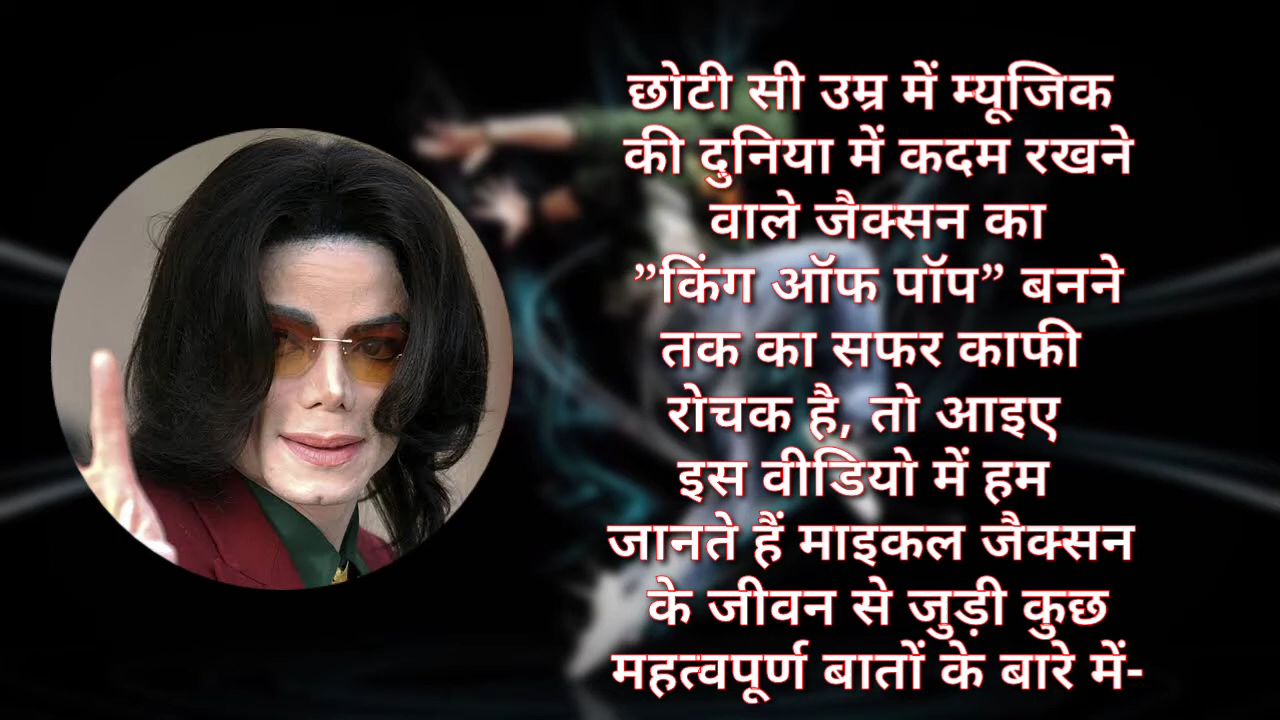 छोटी सी उम्र में म्यूजिक
की दुनिया में कदम रखने
वाले जैक्सन का
”किंग ऑफ पॉप” बनने
तक का सफर काफी
रोचक है, तो आइए
इस वीडियो में हम
जानते हैं माइकल जैक्सन
के जीवन से जुड़ी कुछ
महत्वपूर्ण बातों के बारे में-